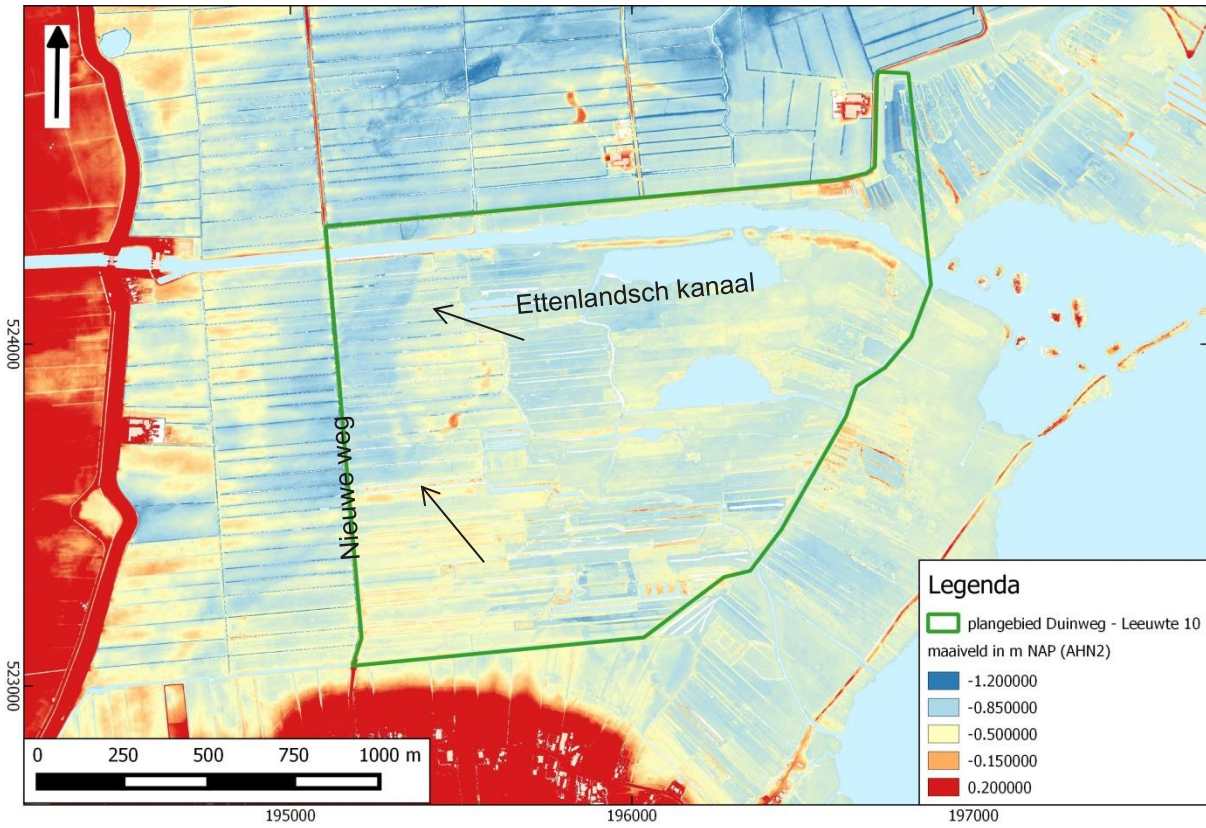 Ettenlandsch kanaal
Nieuwe weg
524000
523000
Legenda
plangebied Duinweg - Leeuwte 10
maaiveld in m NAP (AHN2)
-1.200000
-0.850000
-0.500000
-0.150000
0.200000
0 250 500 750 1000 m
195000 196000 197000